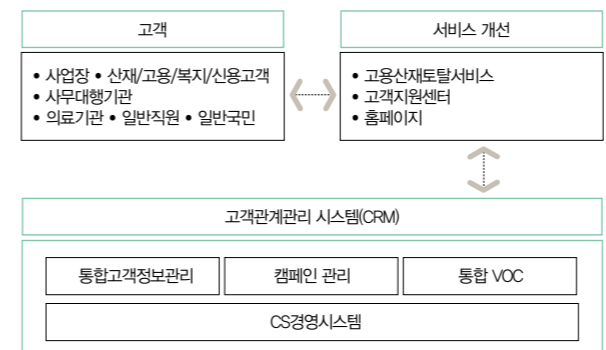 고객
• 사업장 • 산재/고용/복지/신용고객
• 사무대행기관
• 의료기관 • 일반직원 • 일반국민
서비스 개선
• 고용산재토탈서비스
• 고객지원센터
• 홈페이지
고객관계관리 시스템(CRM)
통합고객정보관리
캠페인 관리
통합 VOC
CS경영시스템